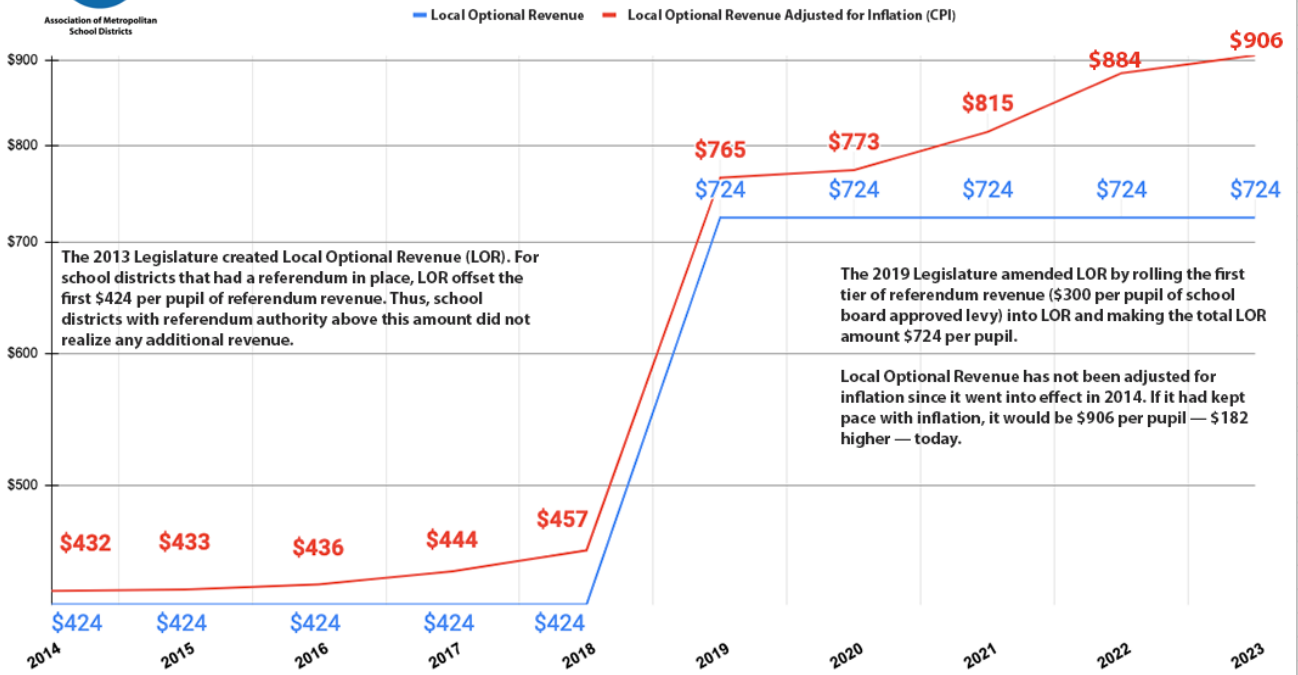 Association of Metropolitan
School Districts
Local Optional Revenue
Local Optional Revenue Adjusted for Inflation (CPI)
$900
$800
$700
$600
$500
$432
$433
$436
$444
$457
$765
$773
$815
$884
$906
$424
$424
$424
$424
$424
$724
$724
$724
$724
$724
The 2013 Legislature created Local Optional Revenue (LOR). For
school districts that had a referendum in place, LOR offset the
first $424 per pupil of referendum revenue. Thus, school
districts with referendum authority above this amount did not
realize any additional revenue.
The 2019 Legislature amended LOR by rolling the first
tier of referendum revenue ($300 per pupil of school
board approved levy) into LOR and making the total LOR
amount $724 per pupil.
Local Optional Revenue has not been adjusted for
inflation since it went into effect in 2014. If it had kept
pace with inflation, it would be $906 per pupil — $182
higher — today.
2014
2015
2016
2017
2018
2019
2020
2021
2022
2023